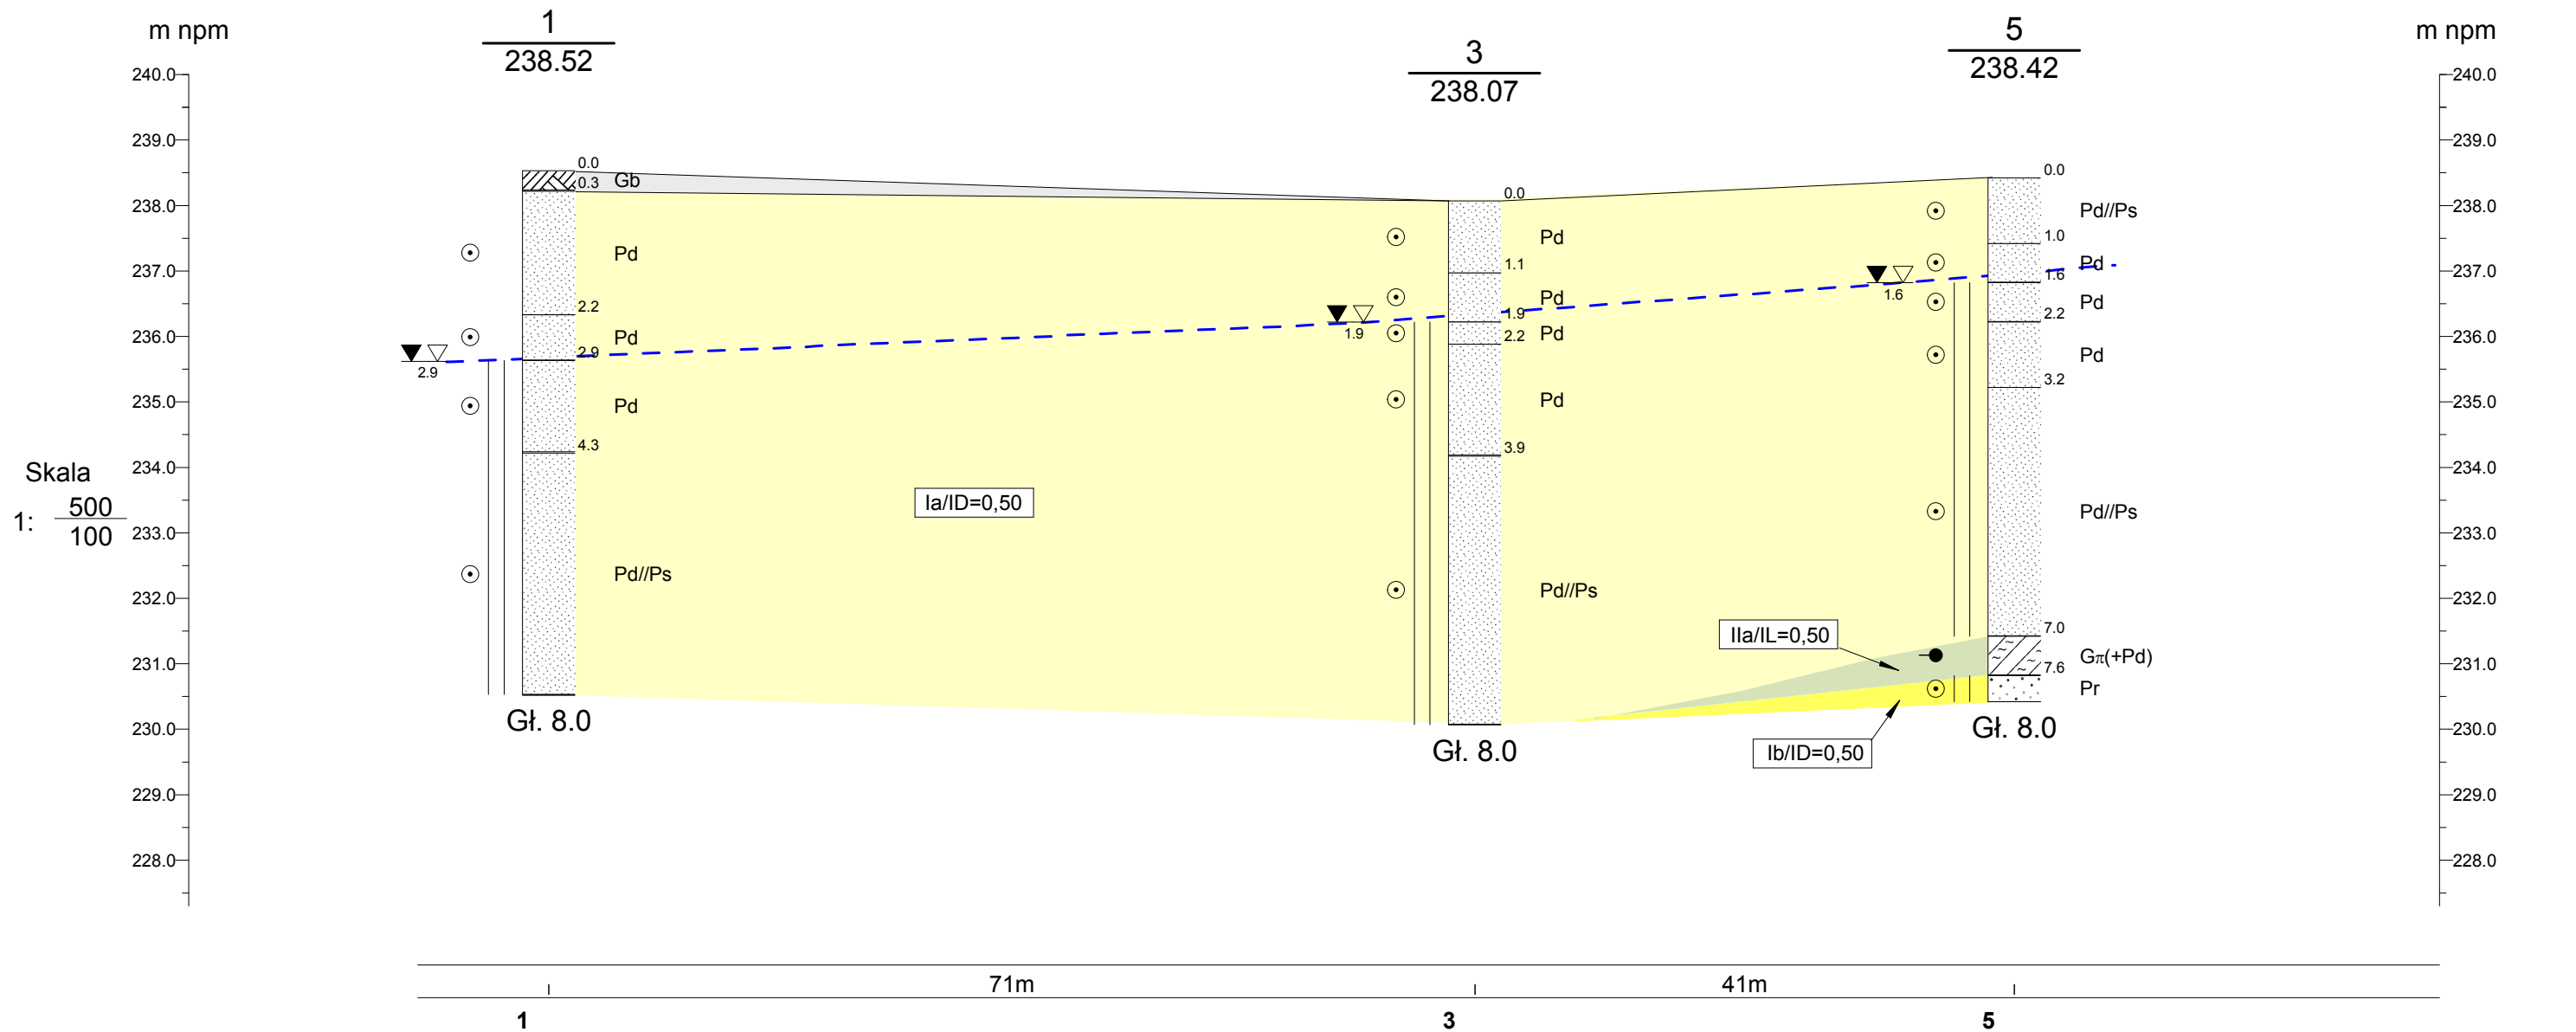 m npm
1
238.52
3
238.07
5
238.42
m npm
240.0
239.0
238.0
237.0
236.0
235.0
234.0
233.0
232.0
231.0
230.0
229.0
228.0
Skala
1: 500
100
0.0
0.3 Gb
Pd
2.2
Pd
2.9
2.9
Pd
4.3
Pd//Ps
Gł. 8.0
Ia/ID=0,50
0.0
Pd
1.1
Pd
1.9
1.9
Pd
2.2
Pd
3.9
Pd//Ps
Gł. 8.0
IIa/IL=0,50
Ib/ID=0,50
0.0
Pd//Ps
1.0
Pd
1.6
1.6
Pd
2.2
Pd
3.2
Pd//Ps
7.0
Gπ(+Pd)
7.6
Pr
Gł. 8.0
240.0
239.0
238.0
237.0
236.0
235.0
234.0
233.0
232.0
231.0
230.0
229.0
228.0
71m 41m
1 3 5